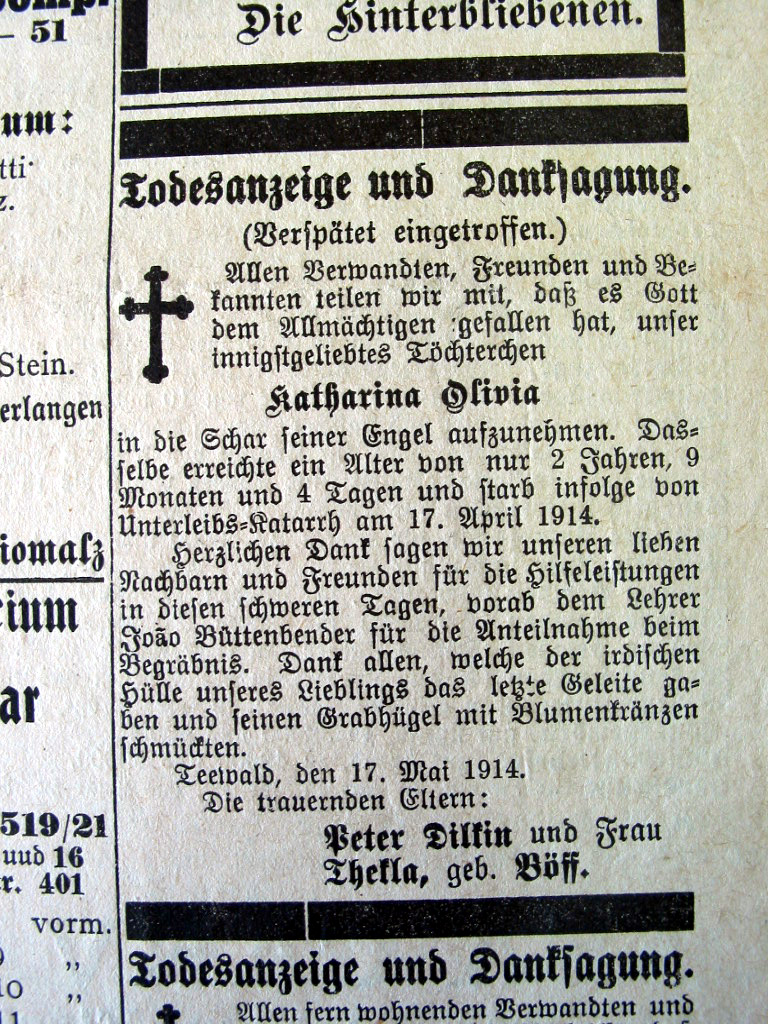 Die Hinterbliebenen.
– 51
um:
z.
Stein.
erlangen
iomalz
ar
519/21
uud 16
r. 401
vorm.
„
„
Todesanzeige und Dankſagung.
(Verſpätet eingetroffen.)
Allen Verwandten, Freunden und Be-
kannten teilen wir mit, daß es Gott
dem Allmächtigen gefallen hat, unſer
innigſtgeliebtes Töchterchen
Katharina Olivia
in die Schar ſeiner Engel aufzunehmen. Das-
ſelbe erreichte ein Alter von nur 2 Jahren, 9
Monaten und 4 Tagen und ſtarb infolge von
Unterleibs-Katarrh am 17. April 1914.
Herzlichen Dank ſagen wir unſeren lieben
Nachbarn und Freunden für die Hilfeleiſtungen
in dieſen ſchweren Tagen, vorab dem Lehrer
João Büttenbender für die Anteilnahme beim
Begräbnis. Dank allen, welche der irdiſchen
Hülle unſeres Lieblings das letzte Geleite ga-
ben und ſeinen Grabhügel mit Blumenkränzen
ſchmückten.
Teewald, den 17. Mai 1914.
Die trauernden Eltern:
Peter Dilkin und Frau
Thekla, geb. Böff.
Todesanzeige und Dankſagung.
Allen fern wohnenden Verwandten und